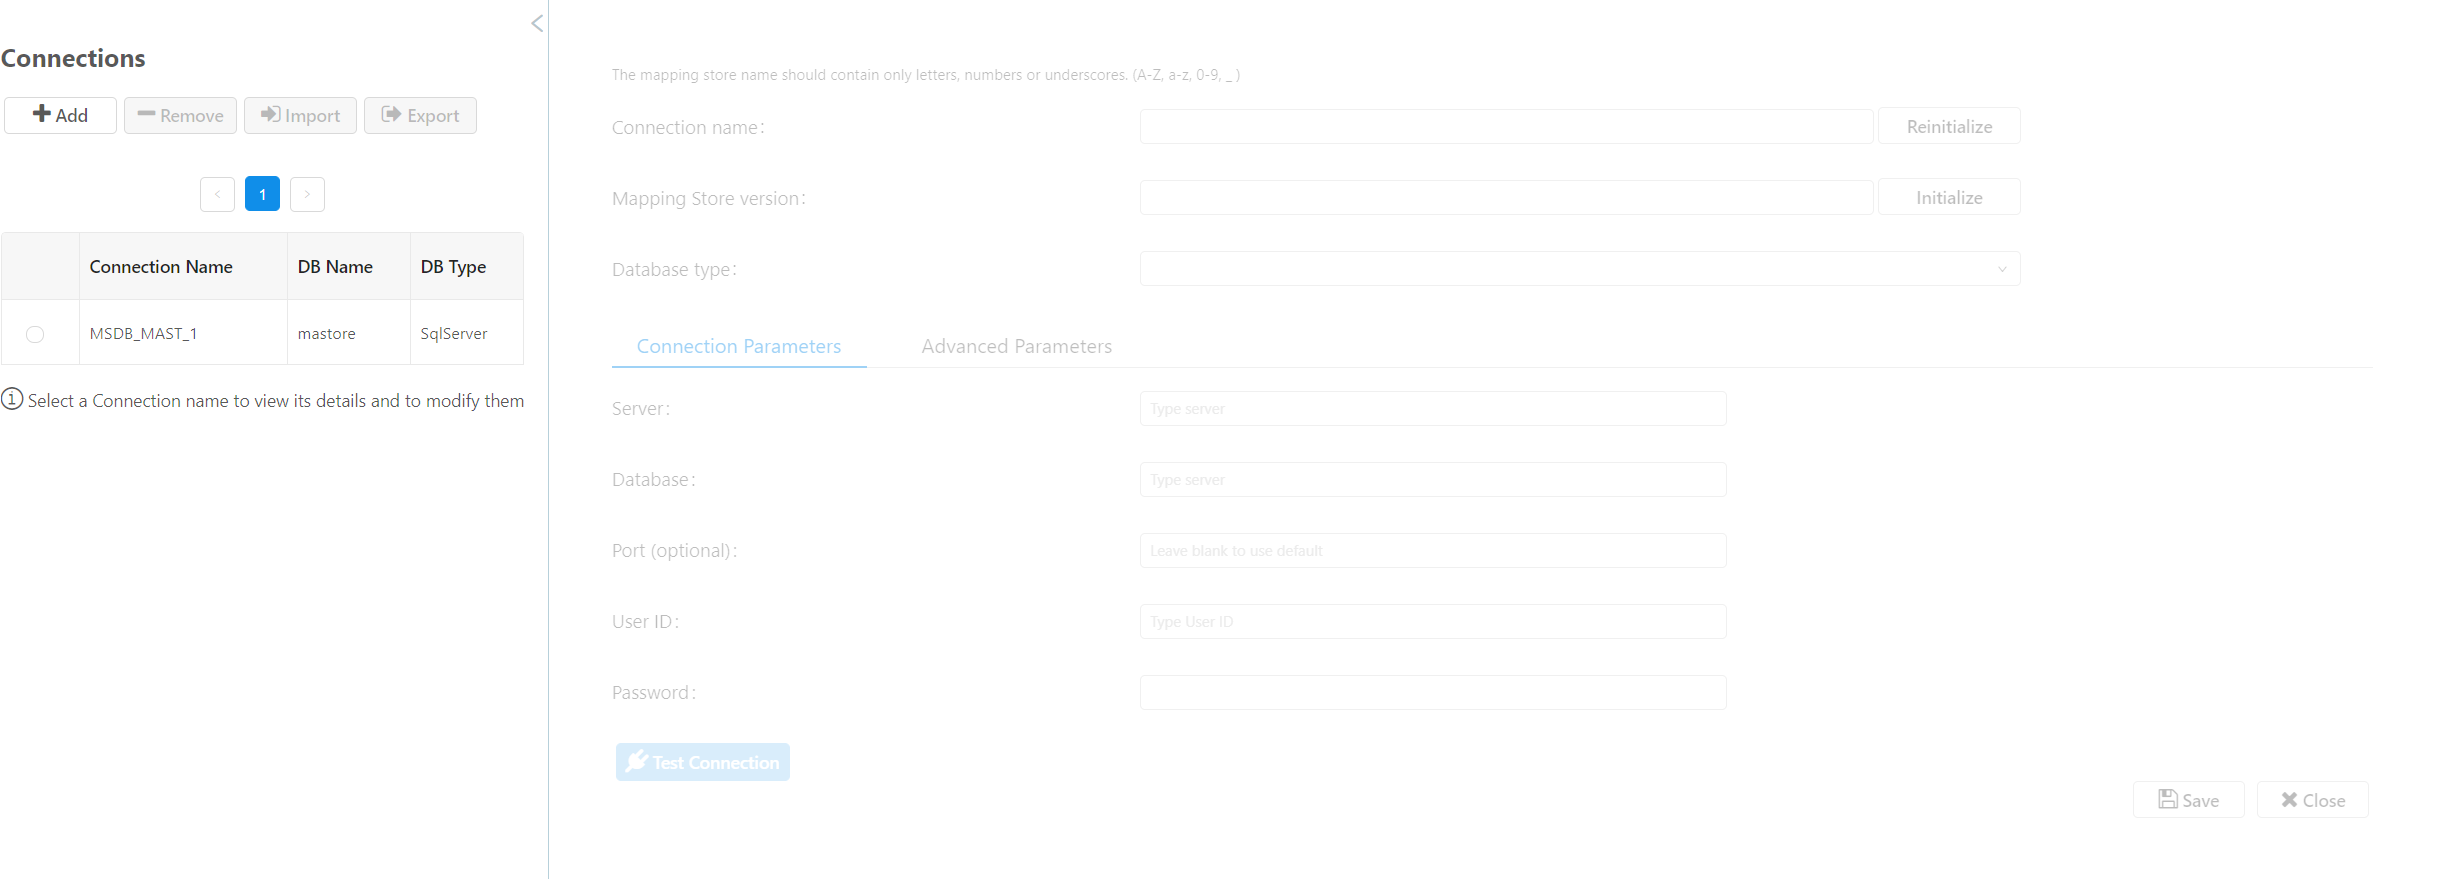 Connections
Add Remove Import Export
1
Connection Name DB Name DB Type
MSDB_MAST_1 mastore SqlServer
Select a Connection name to view its details and to modify them
The mapping store name should contain only letters, numbers or underscores. (A-Z, a-z, 0-9, _ )
Connection name: Reinitialize
Mapping Store version: Initialize
Database type:
Connection Parameters Advanced Parameters
Server: Type server
Database: Type server
Port (optional): Leave blank to use default
User ID: Type User ID
Password:
Test Connection
Save Close